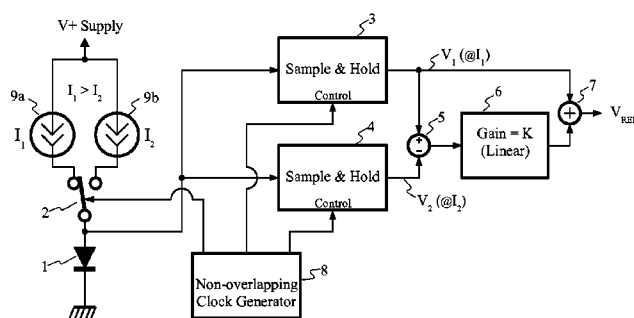 V+ Supply
3
9a
I₁ > I₂
9b
Sample & Hold
Control
V₁ (@I₁)
6
7
I₁
I₂
4
5
Gain = K
(Linear)
Sample & Hold
Control
V₂ (@I₂)
2
1
Non-overlapping
Clock Generator
8